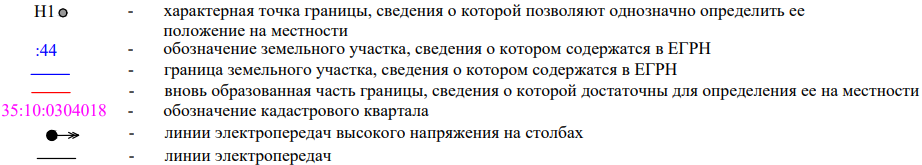 Н1 - характерная точка границы, сведения о которой позволяют однозначно определить ее
положение на местности
:44 - обозначение земельного участка, сведения о котором содержатся в ЕГРН
- граница земельного участка, сведения о котором содержатся в ЕГРН
- вновь образованная часть границы, сведения о которой достаточны для определения ее на местности
35:10:0304018 - обозначение кадастрового квартала
- линии электропередач высокого напряжения на столбах
- линии электропередач